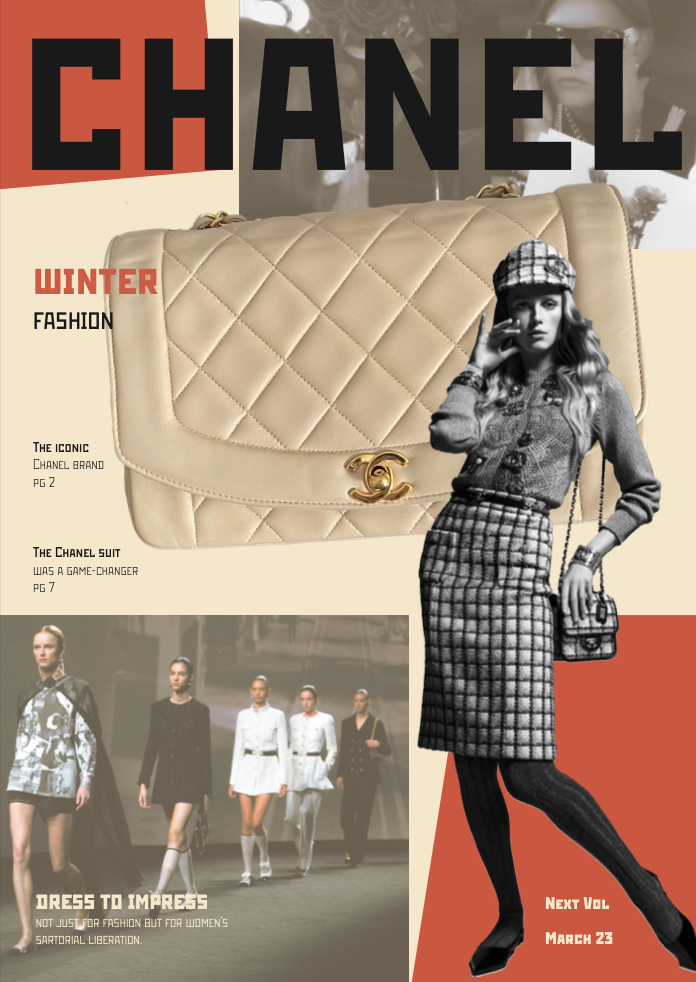 CHANEL
WINTER
FASHION
The iconic
Chanel brand
pg 2
The Chanel suit
was a game-changer
pg 7
DRESS TO IMPRESS
not just for fashion but for women's
sartorial liberation.
Next Vol
March 23